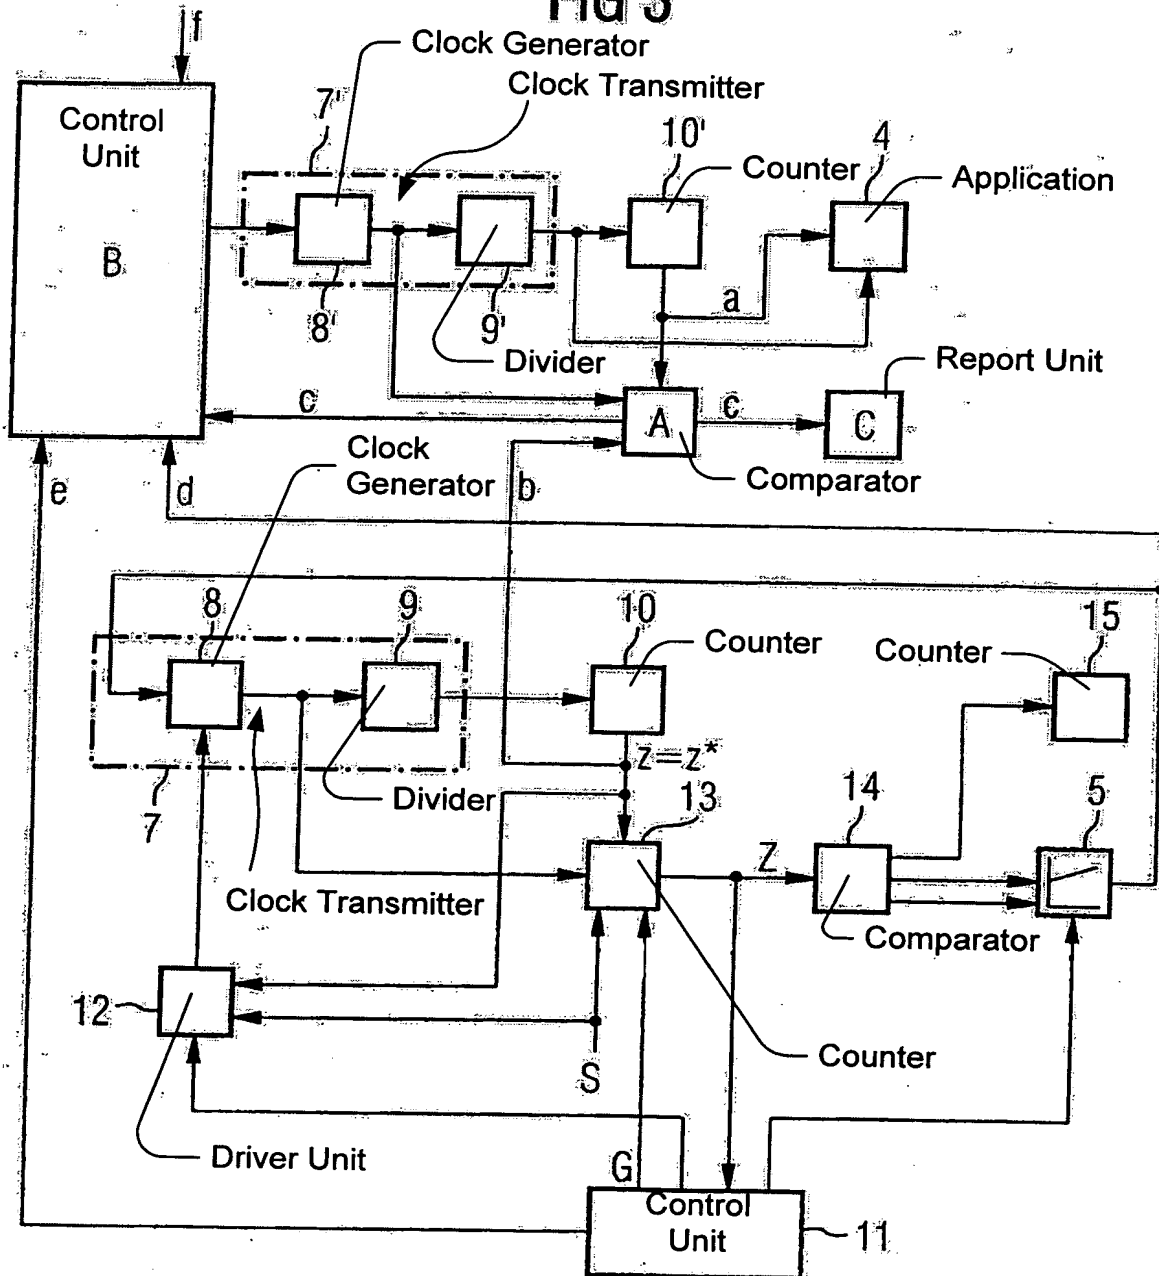 FIG 3
f
Clock Generator
Clock Transmitter
Control
Unit
B
7'
10'
4
Counter
Application
8'
9'
a
Divider
Report Unit
c
A
c
C
Comparator
Clock
Generator
e
d
b
8
9
10
15
Counter
Counter
z=z*
7
Divider
13
14
5
Z
Clock Transmitter
Comparator
12
S
Counter
Driver Unit
G
Control
Unit
11